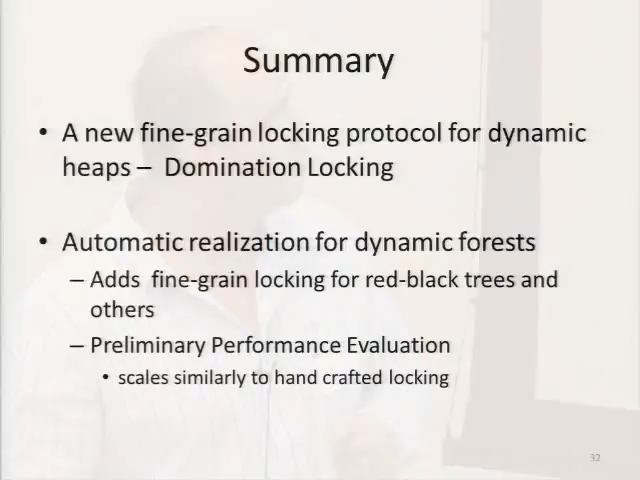 Summary
• A new fine-grain locking protocol for dynamic
heaps – Domination Locking
• Automatic realization for dynamic forests
– Adds fine-grain locking for red-black trees and
others
– Preliminary Performance Evaluation
• scales similarly to hand crafted locking
32